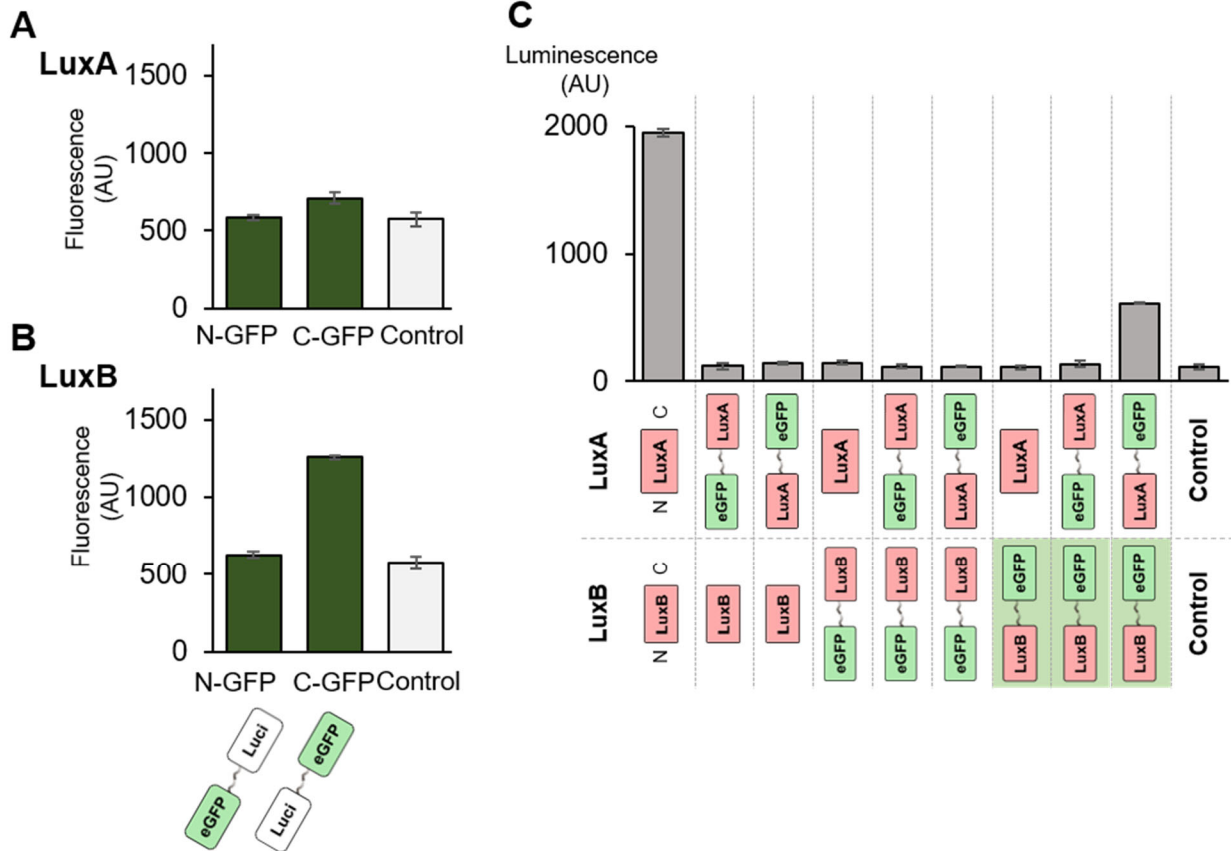 A
LuxA
Fluorescence
(AU)
1500
1000
500
0
N-GFP C-GFP Control
B
LuxB
Fluorescence
(AU)
1500
1000
500
0
N-GFP C-GFP Control
eGFP Luci
Luci eGFP
C
Luminescence
(AU)
2000
1000
0
LuxA
N LuxA C
eGFP LuxA
LuxA eGFP
LuxA
eGFP LuxA
LuxA eGFP
LuxA
eGFP LuxA
LuxA eGFP
Control
LuxB
N LuxB C
LuxB
LuxB
eGFP LuxB
eGFP LuxB
eGFP LuxB
LuxB eGFP
LuxB eGFP
LuxB eGFP
Control